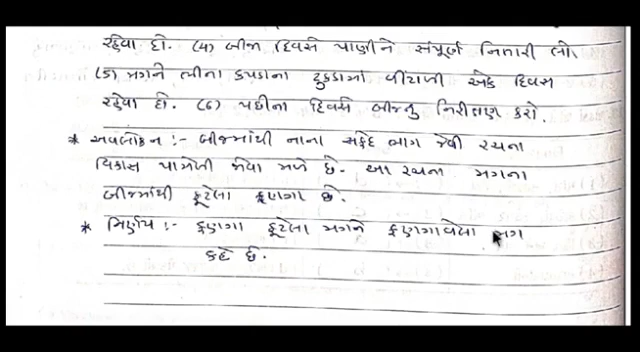 રહેવા દો. (૪) બીજા દિવસે પાણીને સંપૂર્ણ નિતારી લો.
(૫) મગને ભીના કપડાના ટુકડામાં વીંટાળી એક દિવસ
રહેવા દો. (૬) પછીના દિવસે બીજનું નિરીક્ષણ કરો.
* અવલોકન :- બીજમાંથી નાના સફેદ ભાગ જેવી રચના
વિકાસ પામેલી જોવા મળે છે. આ રચના મગના
બીજમાંથી ફૂટેલા ફણગા છે.
* નિર્ણય :- ફણગા ફૂટેલા મગને ફણગાવેલા મગ
કહે છે.